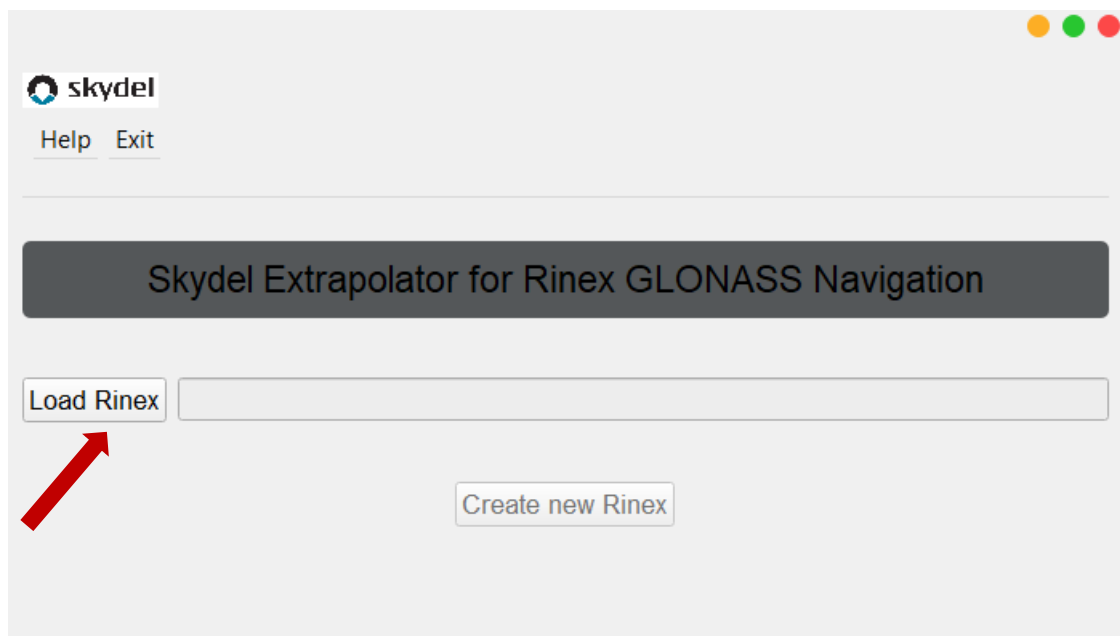 skydel
Help Exit
Skydel Extrapolator for Rinex GLONASS Navigation
Load Rinex
Create new Rinex